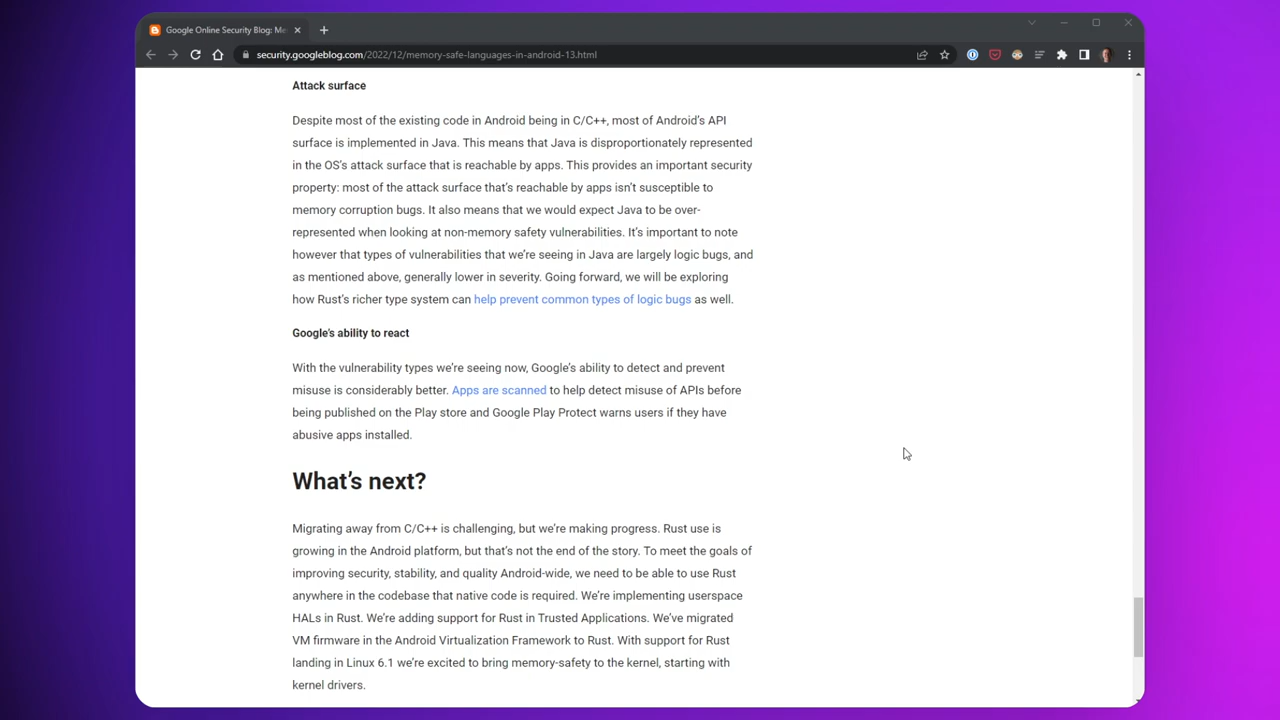 Google Online Security Blog: Me
security.googleblog.com/2022/12/memory-safe-languages-in-android-13.html
Attack surface
Despite most of the existing code in Android being in C/C++, most of Android's API
surface is implemented in Java. This means that Java is disproportionately represented
in the OS's attack surface that is reachable by apps. This provides an important security
property: most of the attack surface that's reachable by apps isn't susceptible to
memory corruption bugs. It also means that we would expect Java to be over-
represented when looking at non-memory safety vulnerabilities. It's important to note
however that types of vulnerabilities that we're seeing in Java are largely logic bugs, and
as mentioned above, generally lower in severity. Going forward, we will be exploring
how Rust's richer type system can help prevent common types of logic bugs as well.
Google's ability to react
With the vulnerability types we're seeing now, Google's ability to detect and prevent
misuse is considerably better. Apps are scanned to help detect misuse of APIs before
being published on the Play store and Google Play Protect warns users if they have
abusive apps installed.
What's next?
Migrating away from C/C++ is challenging, but we're making progress. Rust use is
growing in the Android platform, but that's not the end of the story. To meet the goals of
improving security, stability, and quality Android-wide, we need to be able to use Rust
anywhere in the codebase that native code is required. We're implementing userspace
HALs in Rust. We're adding support for Rust in Trusted Applications. We've migrated
VM firmware in the Android Virtualization Framework to Rust. With support for Rust
landing in Linux 6.1 we're excited to bring memory-safety to the kernel, starting with
kernel drivers.